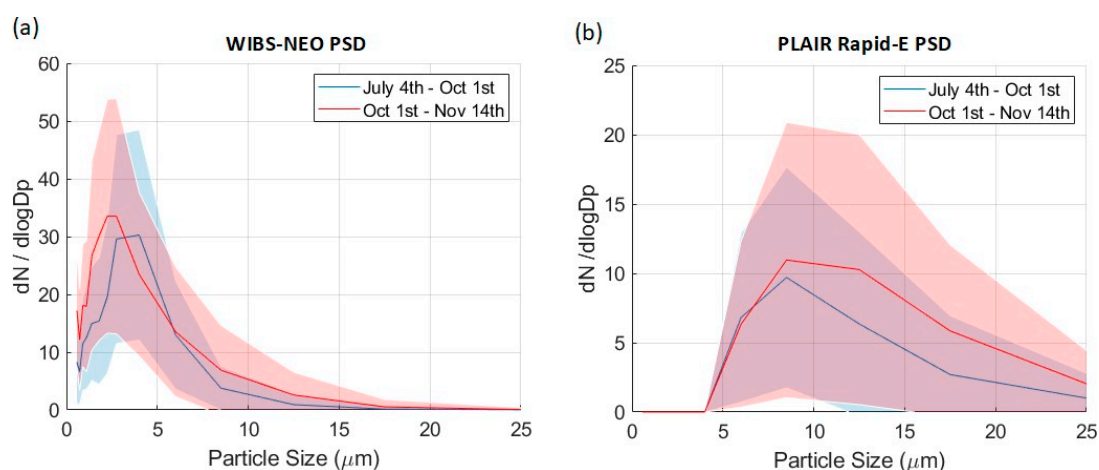 (a)
WIBS-NEO PSD
60
50
40
30
20
10
0
dN / dlogDp
July 4th - Oct 1st
Oct 1st - Nov 14th
0 5 10 15 20 25
Particle Size (μm)
(b)
PLAIR Rapid-E PSD
25
20
15
10
5
0
dN /dlogDp
July 4th - Oct 1st
Oct 1st - Nov 14th
0 5 10 15 20 25
Particle Size (μm)